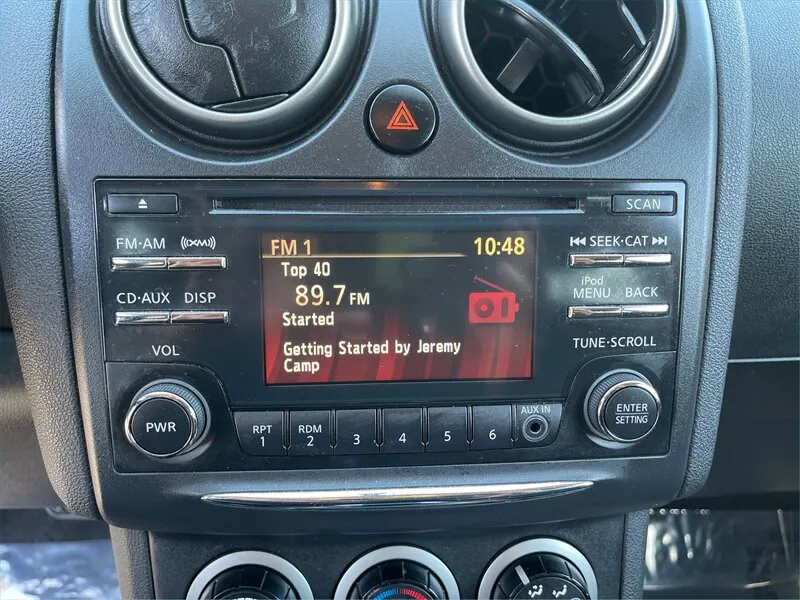 SCAN
FM·AM ((XM))
SEEK·CAT
FM 1 10:48
Top 40
89.7 FM
Started
Getting Started by Jeremy
Camp
CD·AUX DISP
iPod
MENU BACK
VOL
TUNE·SCROLL
PWR
RPT
1
RDM
2
3
4
5
6
AUX IN
ENTER
SETTING